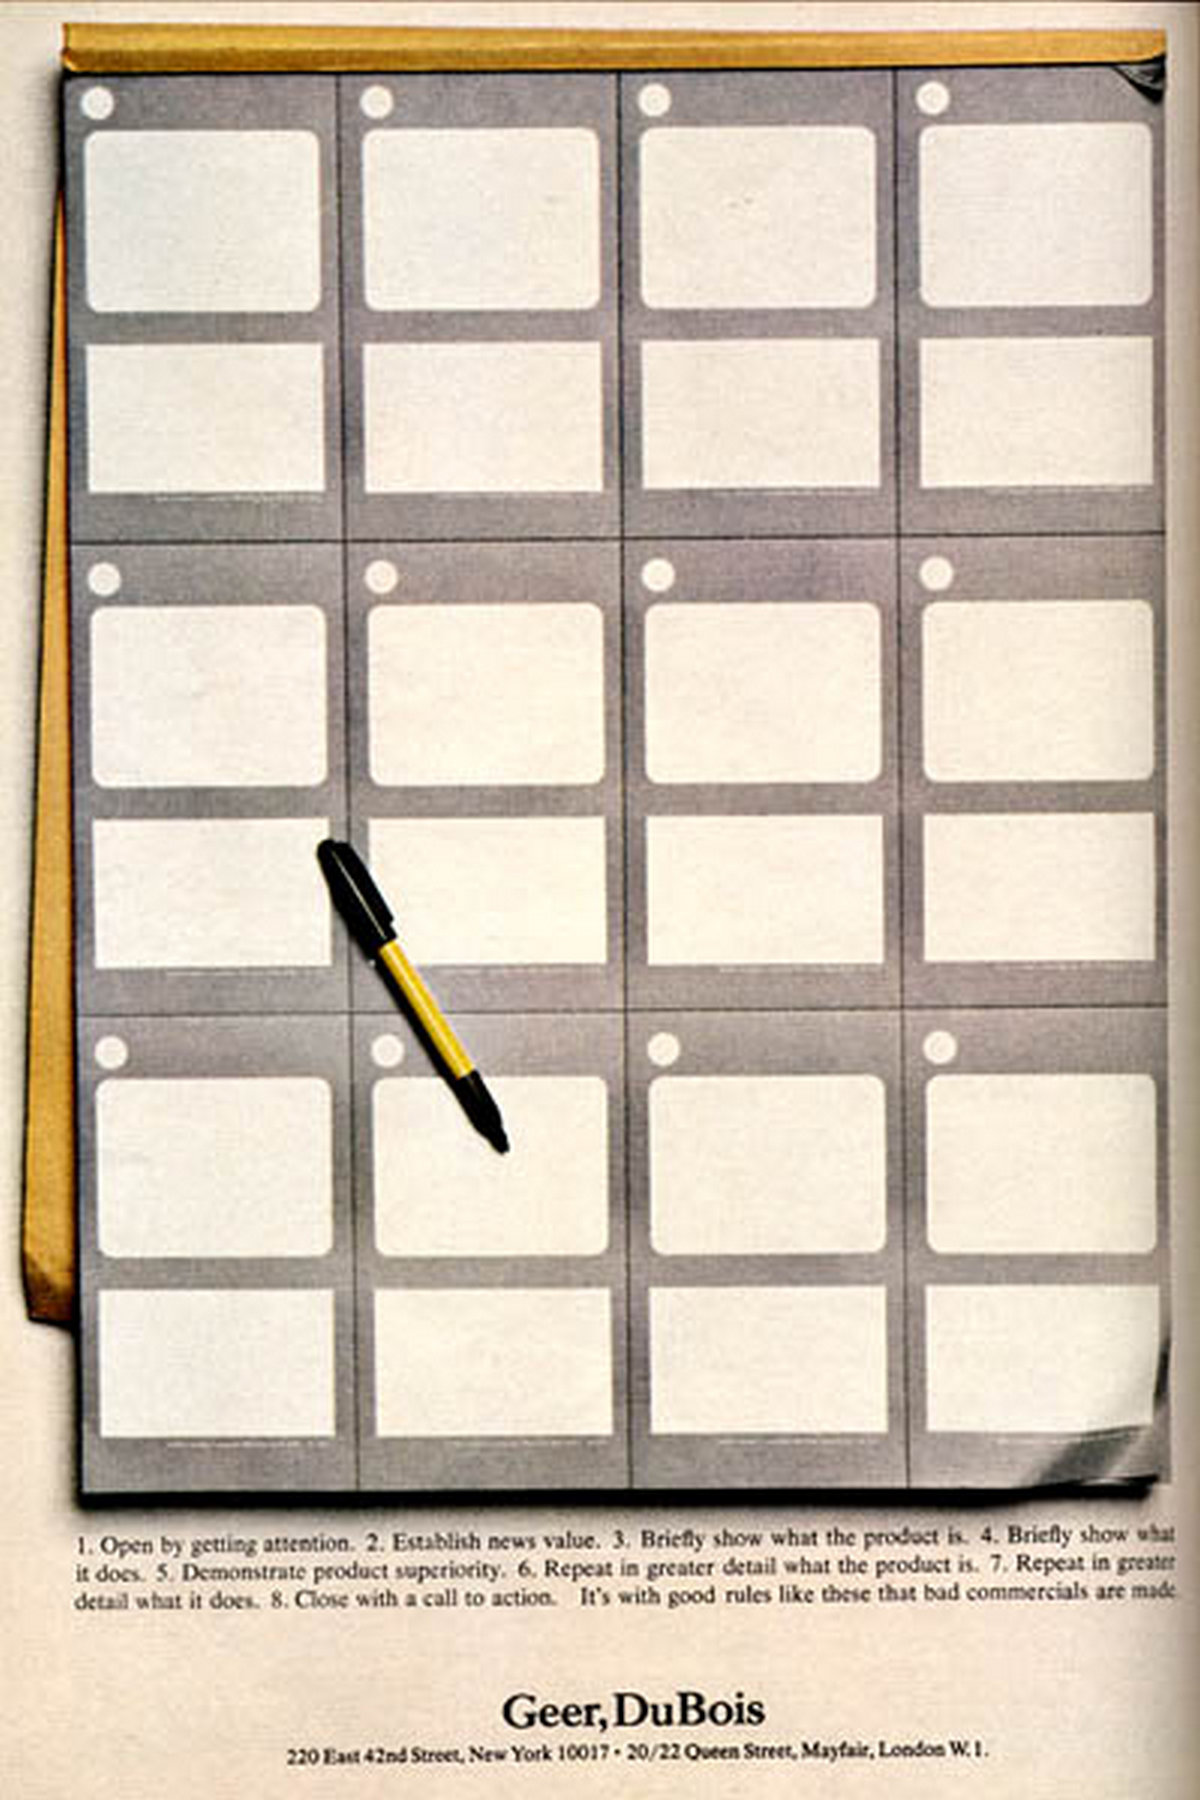 1. Open by getting attention. 2. Establish news value. 3. Briefly show what the product is. 4. Briefly show what
it does. 5. Demonstrate product superiority. 6. Repeat in greater detail what the product is. 7. Repeat in greater
detail what it does. 8. Close with a call to action. It's with good rules like these that bad commercials are made.
Geer, DuBois
220 East 42nd Street, New York 10017 · 20/22 Queen Street, Mayfair, London W. 1.